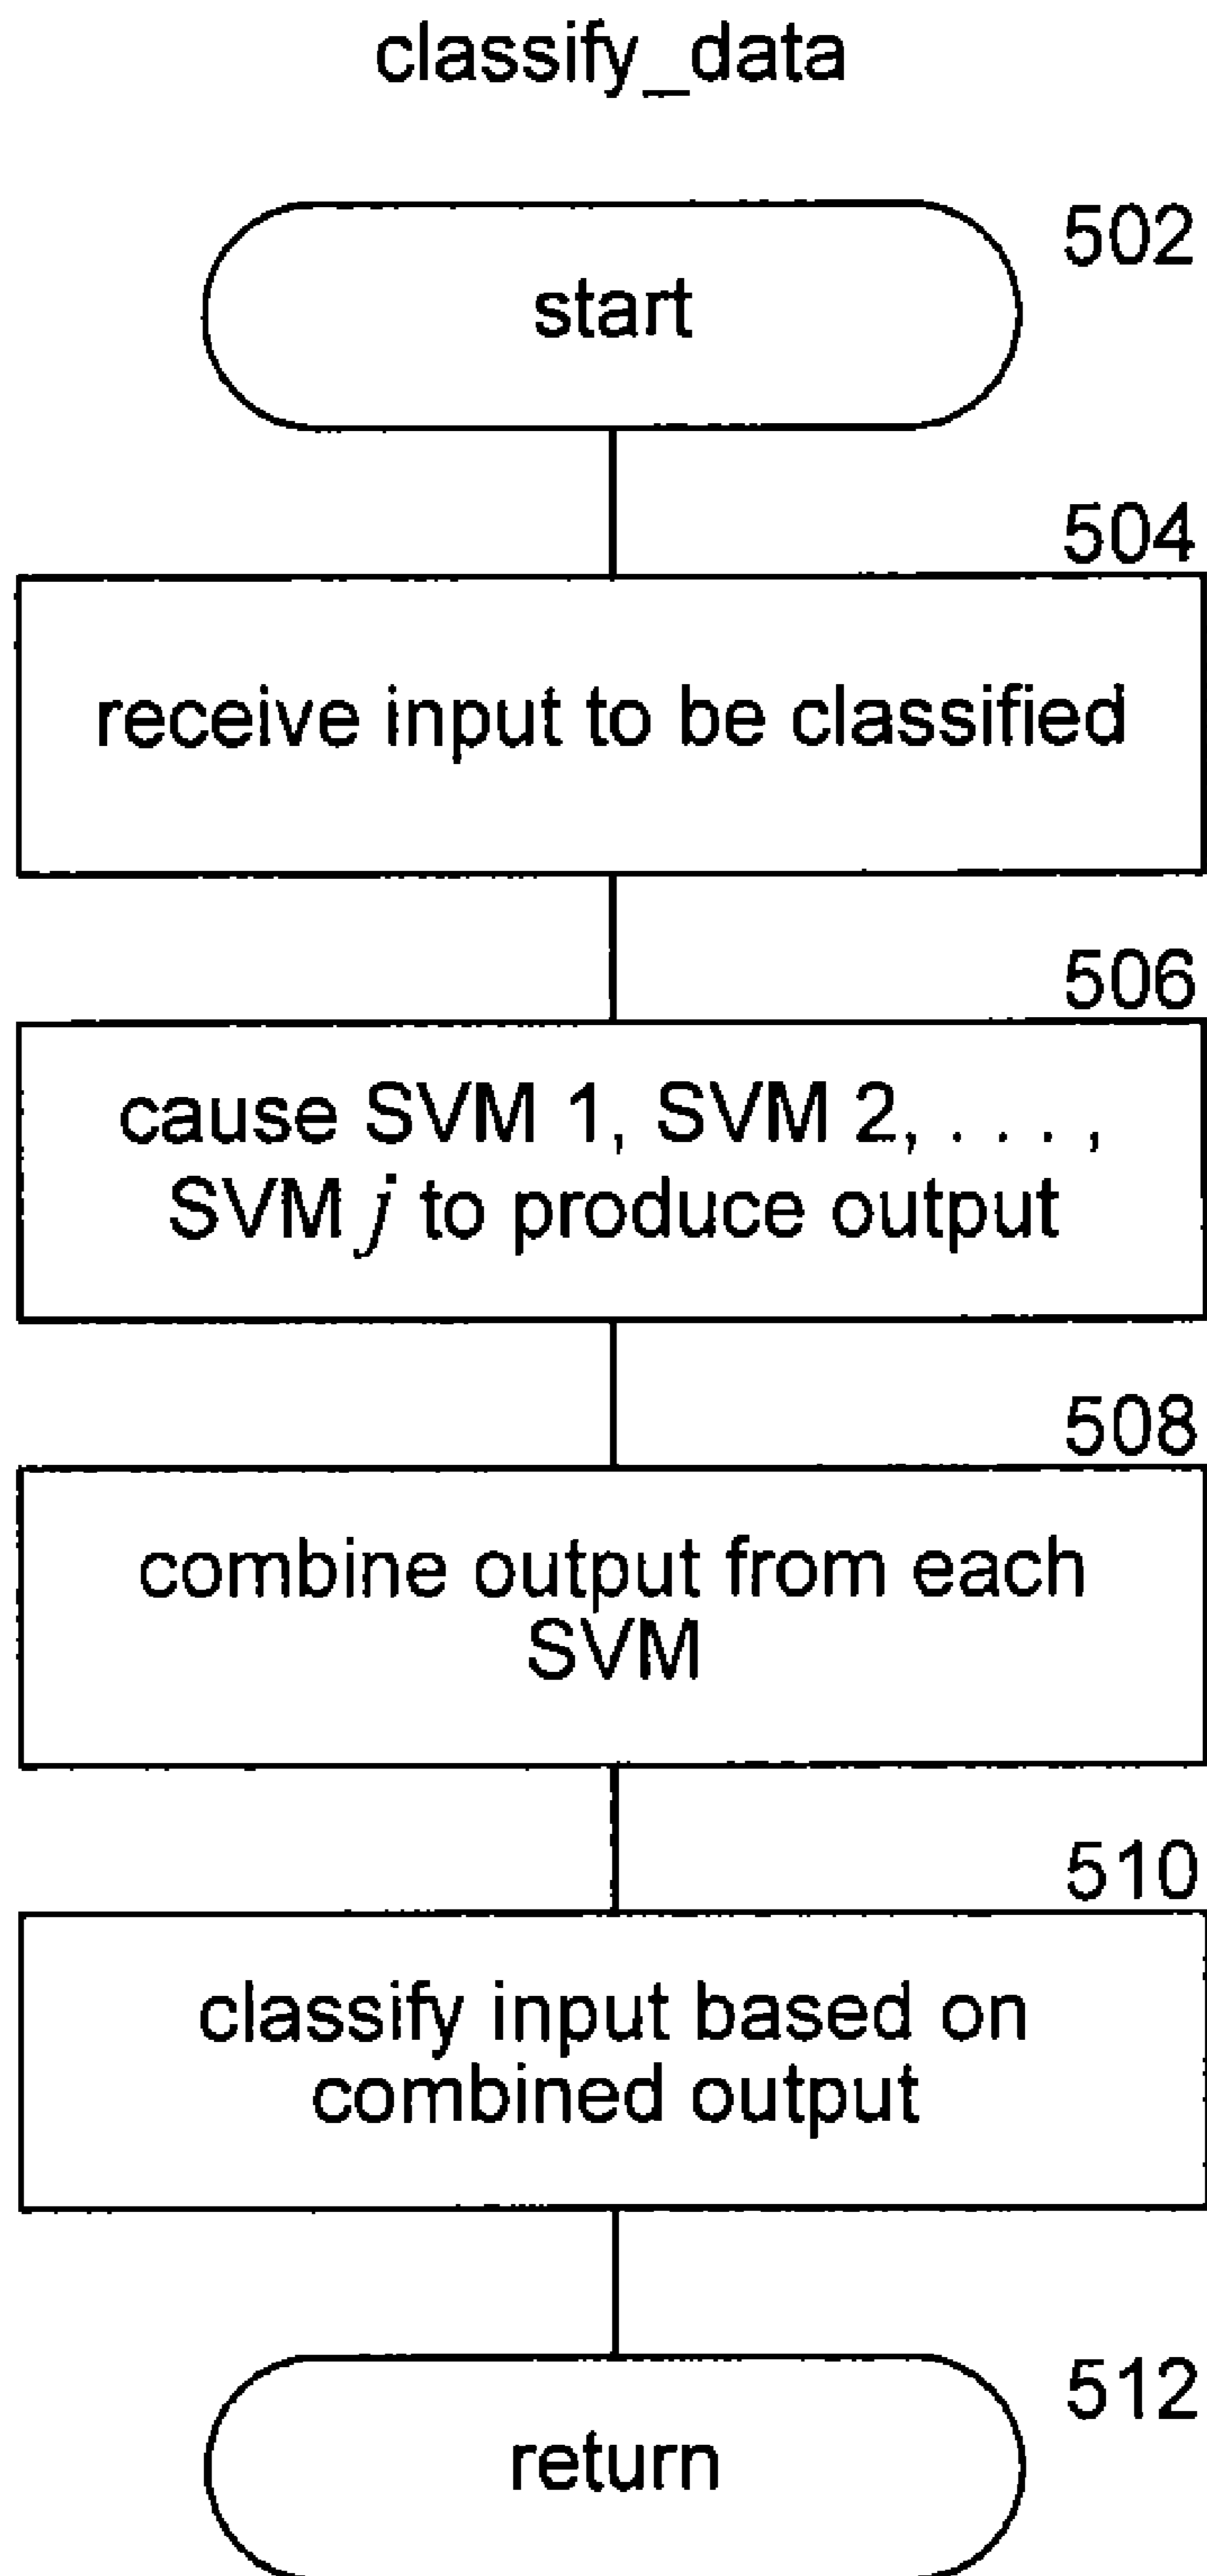 classify_data
502
start
504
receive input to be classified
506
cause SVM 1, SVM 2, . . . ,
SVM j to produce output
508
combine output from each
SVM
510
classify input based on
combined output
512
return